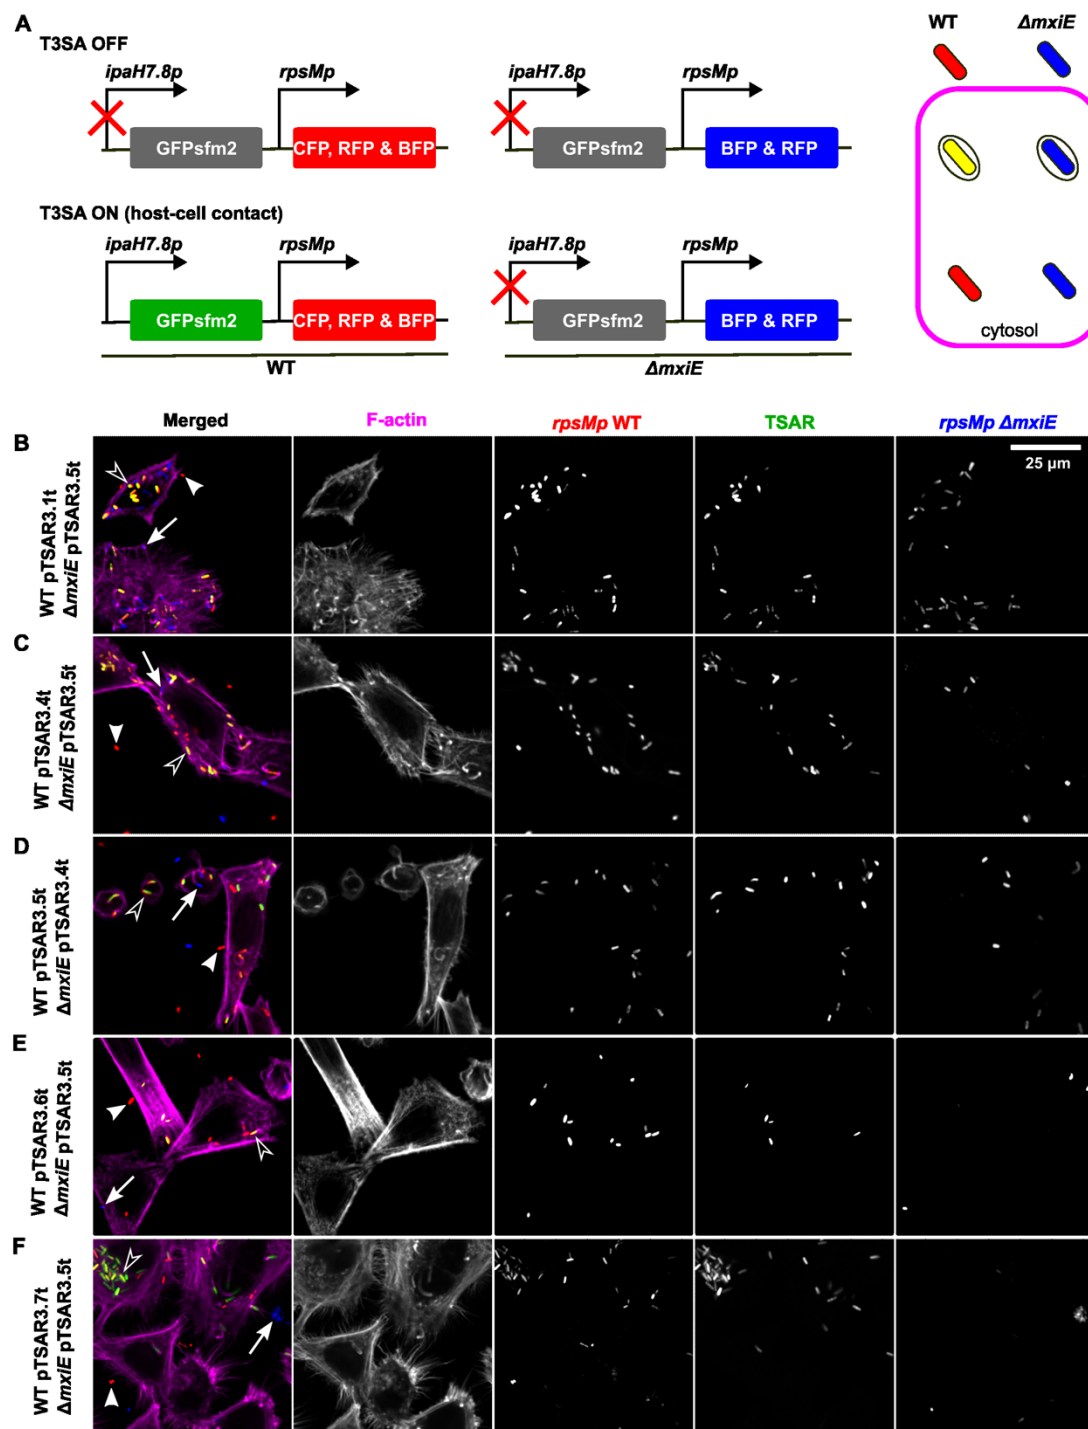 A
T3SA OFF
ipaH7.8p
rpsMp
GFPsfm2
CFP, RFP & BFP
ipaH7.8p
rpsMp
GFPsfm2
BFP & RFP
T3SA ON (host-cell contact)
ipaH7.8p
rpsMp
GFPsfm2
CFP, RFP & BFP
WT
ipaH7.8p
rpsMp
GFPsfm2
BFP & RFP
ΔmxiE
WT
ΔmxiE
cytosol
Merged
F-actin
rpsMp WT
TSAR
rpsMp ΔmxiE
B
WT pTSAR3.1t
ΔmxiE pTSAR3.5t
25 µm
C
WT pTSAR3.4t
ΔmxiE pTSAR3.5t
D
WT pTSAR3.5t
ΔmxiE pTSAR3.4t
E
WT pTSAR3.6t
ΔmxiE pTSAR3.5t
F
WT pTSAR3.7t
ΔmxiE pTSAR3.5t